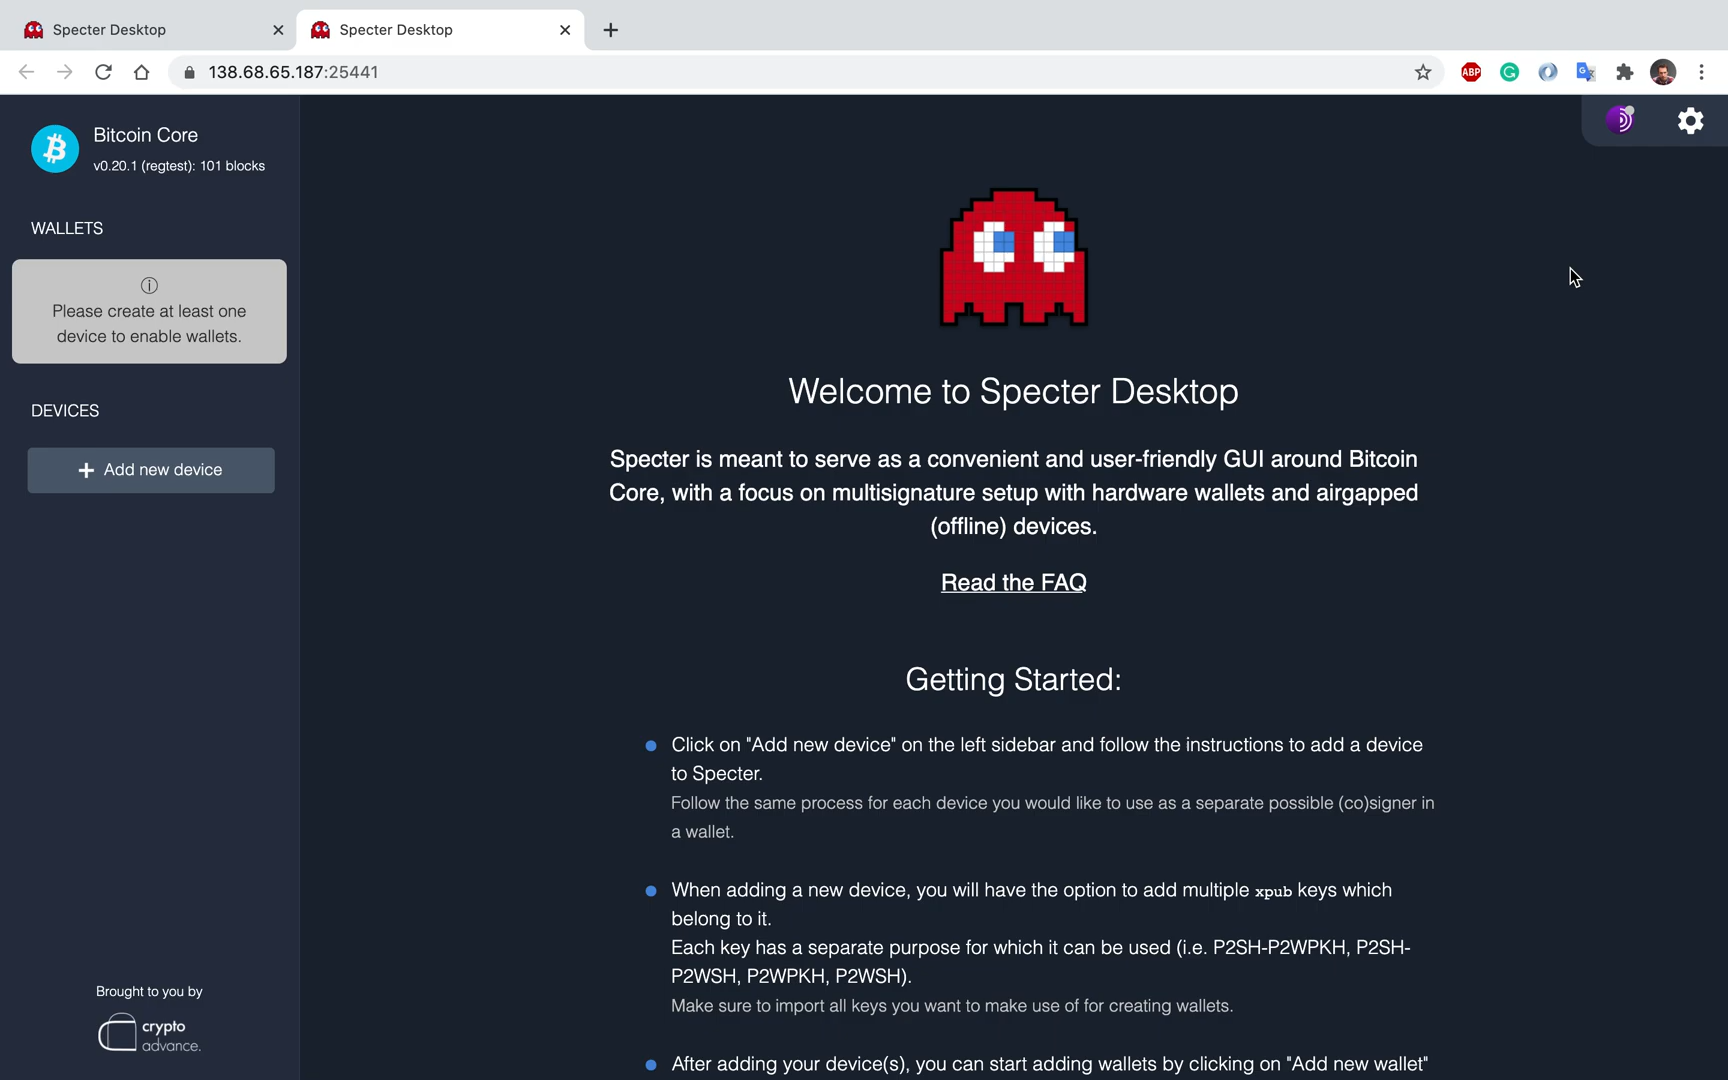 Specter Desktop
Specter Desktop
138.68.65.187:25441
ABP
Bitcoin Core
v0.20.1 (regtest): 101 blocks
WALLETS
Please create at least one
device to enable wallets.
DEVICES
+ Add new device
Brought to you by
crypto
advance.
Welcome to Specter Desktop
Specter is meant to serve as a convenient and user-friendly GUI around Bitcoin
Core, with a focus on multisignature setup with hardware wallets and airgapped
(offline) devices.
Read the FAQ
Getting Started:
Click on "Add new device" on the left sidebar and follow the instructions to add a device
to Specter.
Follow the same process for each device you would like to use as a separate possible (co)signer in
a wallet.
When adding a new device, you will have the option to add multiple xpub keys which
belong to it.
Each key has a separate purpose for which it can be used (i.e. P2SH-P2WPKH, P2SH-
P2WSH, P2WPKH, P2WSH).
Make sure to import all keys you want to make use of for creating wallets.
After adding your device(s), you can start adding wallets by clicking on "Add new wallet"